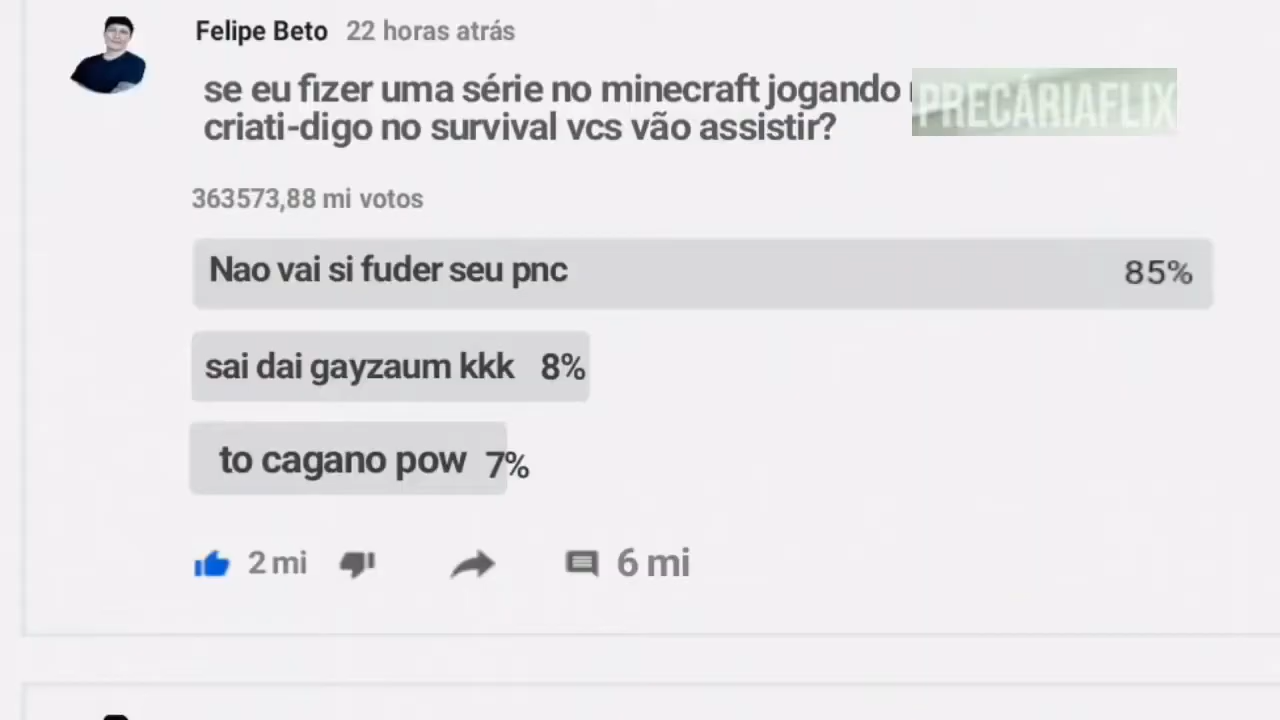 Felipe Beto 22 horas atrás
se eu fizer uma série no minecraft jogando
PRECÁRIAFLIX
criati-digo no survival vcs vão assistir?
363573,88 mi votos
Nao vai si fuder seu pnc 85%
sai dai gayzaum kkk 8%
to cagano pow 7%
2 mi 6 mi